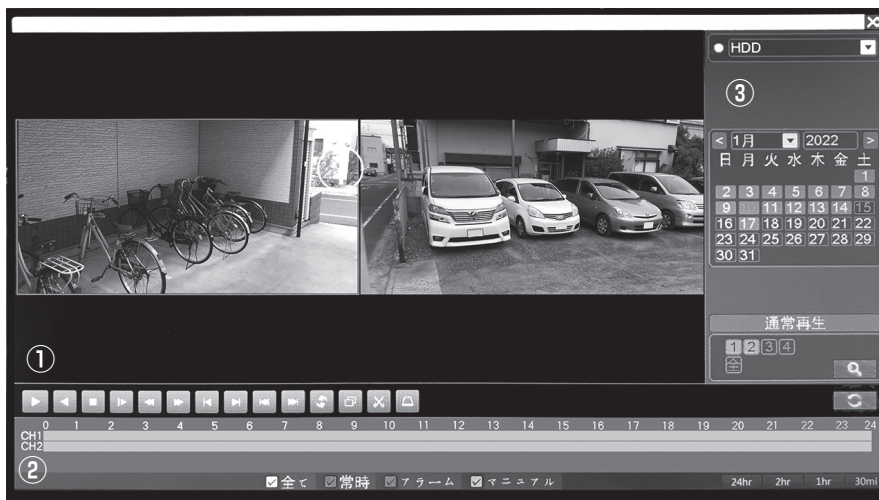 HDD
③
< 1月 2022 >
日 月 火 水 木 金 土
1
2 3 4 5 6 7 8
9 10 11 12 13 14 15
16 17 18 19 20 21 22
23 24 25 26 27 28 29
30 31
通常再生
1 2 3 4
全
①
0 1 2 3 4 5 6 7 8 9 10 11 12 13 14 15 16 17 18 19 20 21 22 23 24
CH1
CH2
②
全て 常時 アラーム マニュアル 24hr 2hr 1hr 30mi